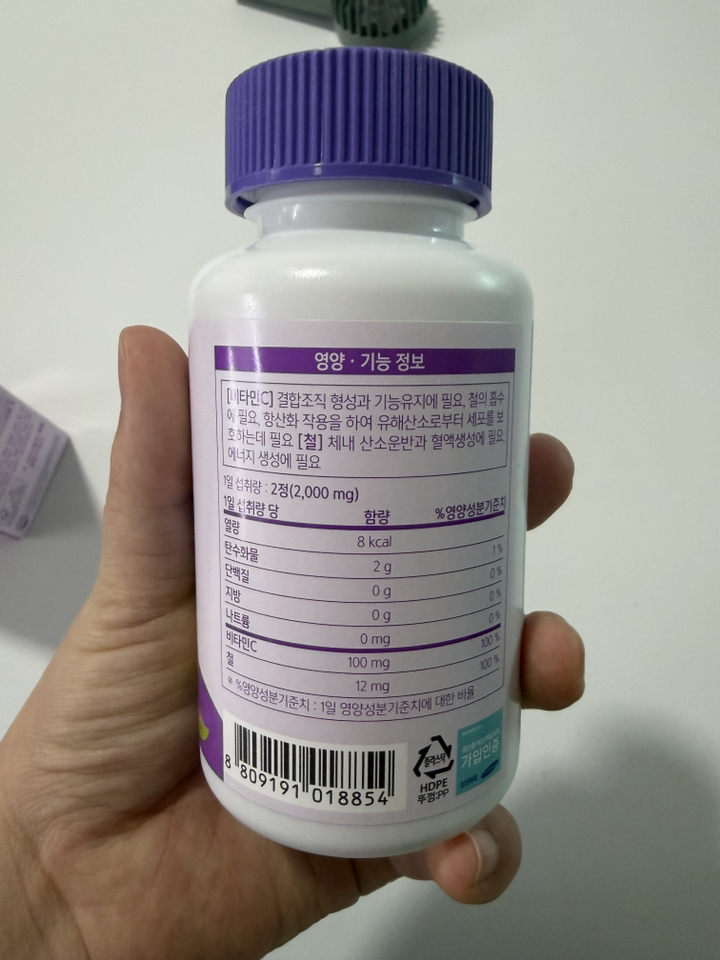 영양 · 기능 정보
[비타민C] 결합조직 형성과 기능유지에 필요, 철의 흡수
에 필요, 항산화 작용을 하여 유해산소로부터 세포를 보
호하는데 필요 [철] 체내 산소운반과 혈액생성에 필요,
에너지 생성에 필요
1일 섭취량 : 2정(2,000 mg)
1일 섭취량 당 함량 %영양성분기준치
열량 8 kcal
탄수화물 2 g 1 %
단백질 0 g 0 %
지방 0 g 0 %
나트륨 0 mg 0 %
비타민C 100 mg 100 %
철 12 mg 100 %
※ %영양성분기준치 : 1일 영양성분기준치에 대한 비율
8 809191 018854
플라스틱
HDPE
뚜껑:PP
가입인증